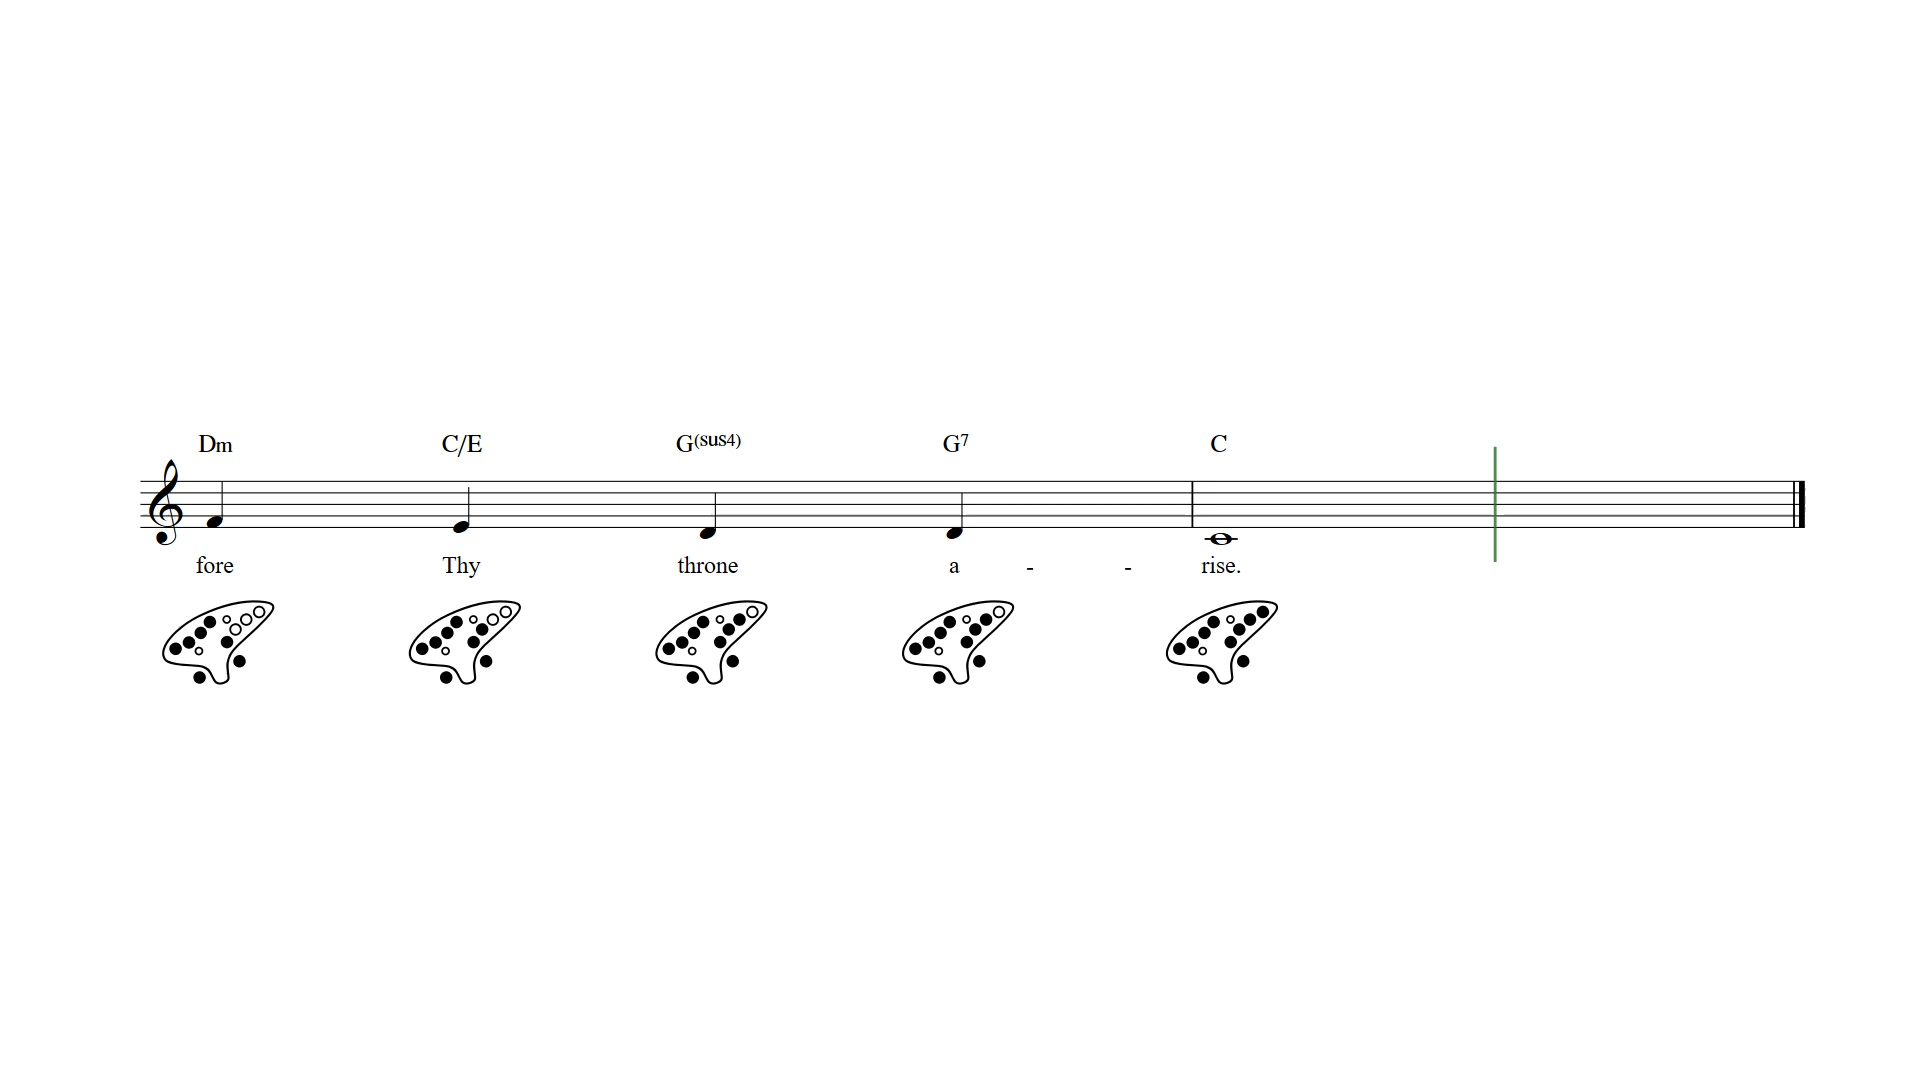 Dm C/E G(sus4) G7 C
fore Thy throne a - - rise.